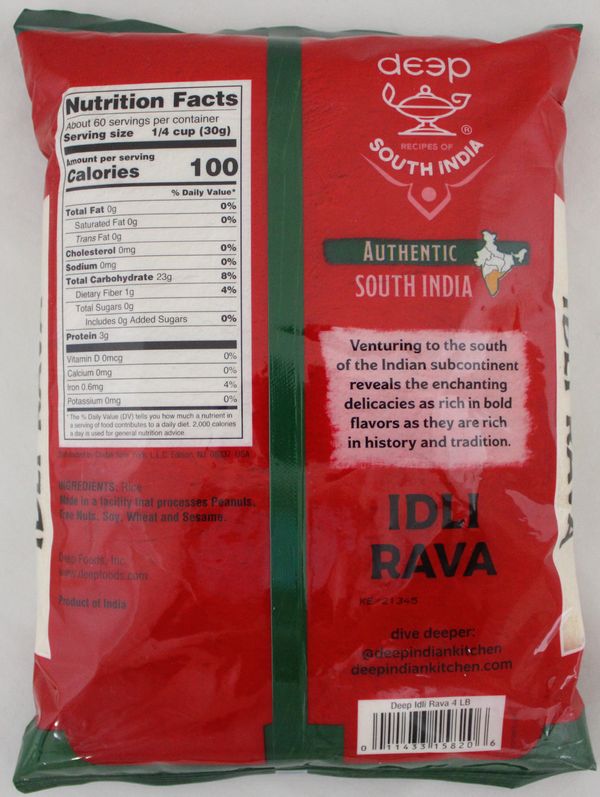 Nutrition Facts
About 60 servings per container
Serving size 1/4 cup (30g)
Amount per serving
Calories 100
% Daily Value*
Total Fat 0g 0%
Saturated Fat 0g 0%
Trans Fat 0g
Cholesterol 0mg 0%
Sodium 0mg 0%
Total Carbohydrate 23g 8%
Dietary Fiber 1g 4%
Total Sugars 0g
Includes 0g Added Sugars 0%
Protein 3g
Vitamin D 0mcg 0%
Calcium 0mg 0%
Iron 0.6mg 4%
Potassium 0mg 0%
*The % Daily Value (DV) tells you how much a nutrient in
a serving of food contributes to a daily diet. 2,000 calories
a day is used for general nutrition advice.
INGREDIENTS: Rice
Made in a facility that processes Peanuts,
Tree Nuts, Soy, Wheat and Sesame.
Deep Foods, Inc.
www.deepfoods.com
Product of India
deep
®
RECIPES OF
SOUTH INDIA
AUTHENTIC
SOUTH INDIA
Venturing to the south
of the Indian subcontinent
reveals the enchanting
delicacies as rich in bold
flavors as they are rich
in history and tradition.
IDLI
RAVA
dive deeper:
@deepindiankitchen
deepindiankitchen.com
Deep Idli Rava 4 LB
0 11433 15820 6
IDLI RAVA